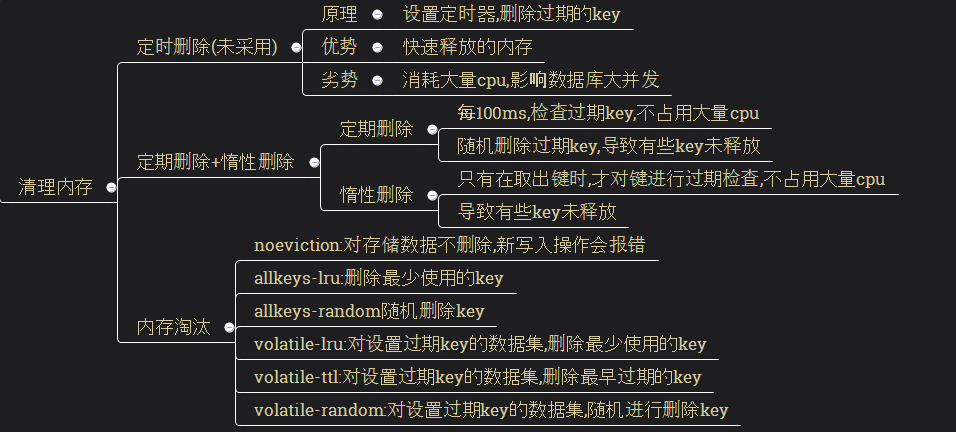 清理内存
定时删除(未采用)
原理
设置定时器,删除过期的key
优势
快速释放的内存
劣势
消耗大量cpu,影响数据库大并发
定期删除+惰性删除
定期删除
每100ms,检查过期key,不占用大量cpu
随机删除过期key,导致有些key未释放
惰性删除
只有在取出键时,才对键进行过期检查,不占用大量cpu
导致有些key未释放
内存淘汰
noeviction:对存储数据不删除,新写入操作会报错
allkeys-lru:删除最少使用的key
allkeys-random随机删除key
volatile-lru:对设置过期key的数据集,删除最少使用的key
volatile-ttl:对设置过期key的数据集,删除最早过期的key
volatile-random:对设置过期key的数据集,随机进行删除key